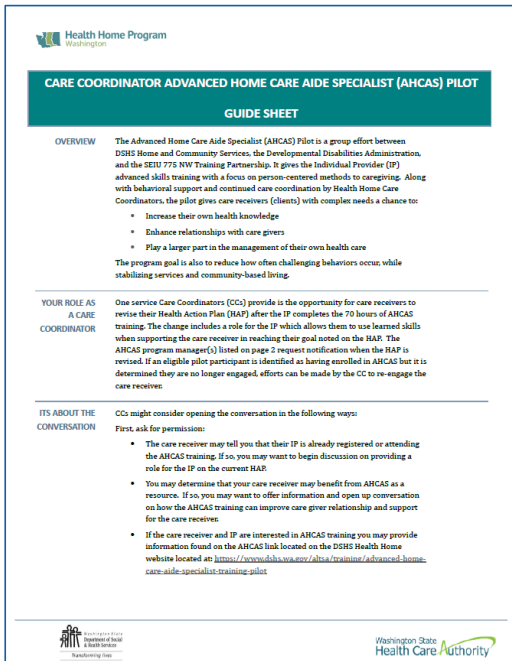 Health Home Program
Washington
CARE COORDINATOR ADVANCED HOME CARE AIDE SPECIALIST (AHCAS) PILOT
GUIDE SHEET
OVERVIEW
The Advanced Home Care Aide Specialist (AHCAS) Pilot is a group effort between
DSHS Home and Community Services, the Developmental Disabilities Administration,
and the SEIU 775 NW Training Partnership. It gives the Individual Provider (IP)
advanced skills training with a focus on person-centered methods to caregiving. Along
with behavioral support and continued care coordination by Health Home Care
Coordinators, the pilot gives care receivers (clients) with complex needs a chance to:
• Increase their own health knowledge
• Enhance relationships with care givers
• Play a larger part in the management of their own health care
The program goal is also to reduce how often challenging behaviors occur, while
stabilizing services and community-based living.
YOUR ROLE AS
A CARE
COORDINATOR
One service Care Coordinators (CCs) provide is the opportunity for care receivers to
revise their Health Action Plan (HAP) after the IP completes the 70 hours of AHCAS
training. The change includes a role for the IP which allows them to use learned skills
when supporting the care receiver in reaching their goal noted on the HAP. The
AHCAS program manager(s) listed on page 2 request notification when the HAP is
revised. If an eligible pilot participant is identified as having enrolled in AHCAS but it is
determined they are no longer engaged, efforts can be made by the CC to re-engage the
care receiver.
ITS ABOUT THE
CONVERSATION
CCs might consider opening the conversation in the following ways:
First, ask for permission:
• The care receiver may tell you that their IP is already registered or attending
the AHCAS training. If so, you may want to begin discussion on providing a
role for the IP on the current HAP.
• You may determine that your care receiver may benefit from AHCAS as a
resource. If so, you may want to offer information and open up conversation
on how the AHCAS training can improve care giver relationship and support
for the care receiver.
• If the care receiver and IP are interested in AHCAS training you may provide
information found on the AHCAS link located on the DSHS Health Home
website located at: https://www.dshs.wa.gov/altsa/training/advanced-home-
care-aide-specialist-training-pilot
Washington State
Department of Social
& Health Services
Transforming lives
Washington State
Health Care Authority